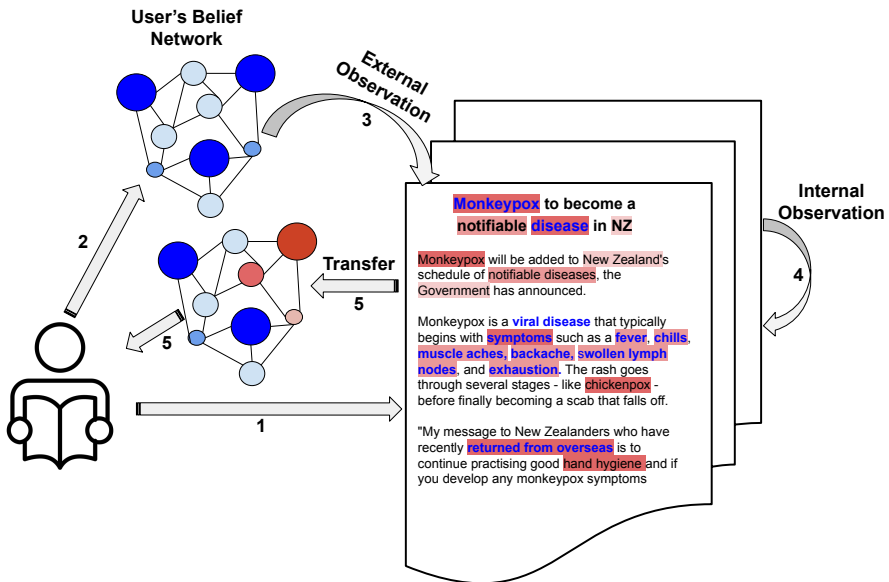 User's Belief
Network
External
Observation
3
2
Transfer
5
5
1
Internal
Observation
4
Monkeypox to become a
notifiable disease in NZ
Monkeypox will be added to New Zealand's
schedule of notifiable diseases, the
Government has announced.
Monkeypox is a viral disease that typically
begins with symptoms such as a fever, chills,
muscle aches, backache, swollen lymph
nodes, and exhaustion. The rash goes
through several stages - like chickenpox -
before finally becoming a scab that falls off.
"My message to New Zealanders who have
recently returned from overseas is to
continue practising good hand hygiene and if
you develop any monkeypox symptoms